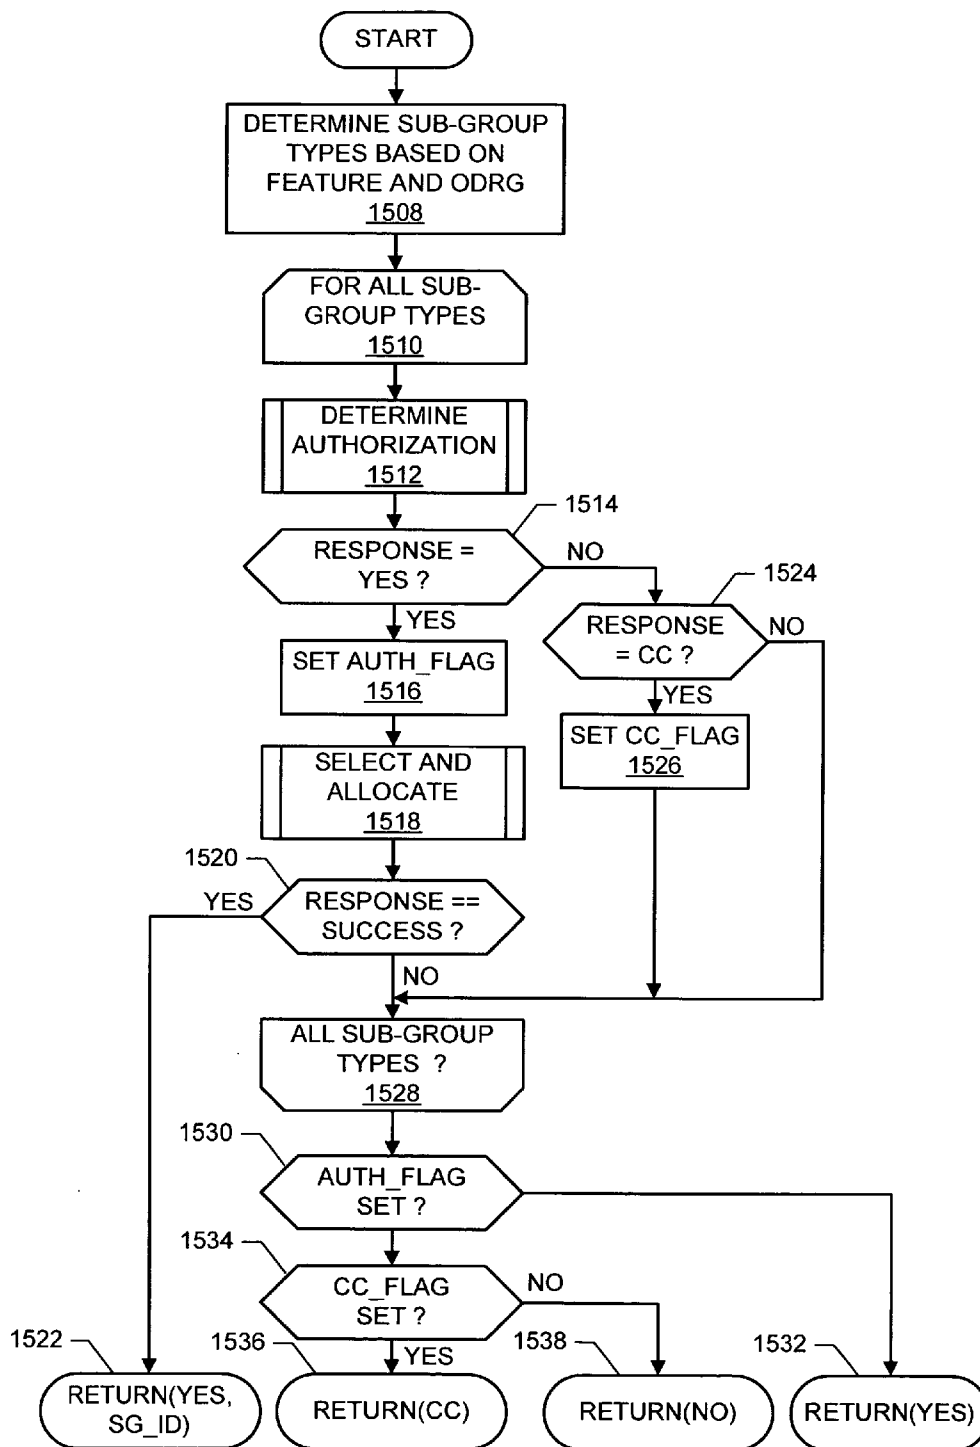 START
DETERMINE SUB-GROUP
TYPES BASED ON
FEATURE AND ODRG
1508
FOR ALL SUB-
GROUP TYPES
1510
DETERMINE
AUTHORIZATION
1512
1514
RESPONSE =
YES ?
NO
YES
1524
RESPONSE
= CC ?
NO
YES
SET AUTH_FLAG
1516
SET CC_FLAG
1526
SELECT AND
ALLOCATE
1518
1520
YES
RESPONSE ==
SUCCESS ?
NO
ALL SUB-GROUP
TYPES ?
1528
1530
AUTH_FLAG
SET ?
1534
CC_FLAG
SET ?
NO
YES
1522
RETURN(YES,
SG_ID)
1536
RETURN(CC)
1538
RETURN(NO)
1532
RETURN(YES)